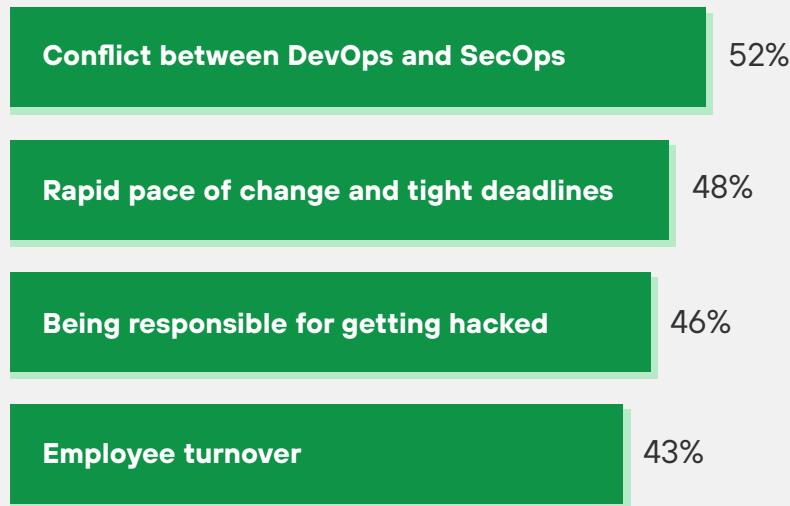 Conflict between DevOps and SecOps 52%
Rapid pace of change and tight deadlines 48%
Being responsible for getting hacked 46%
Employee turnover 43%